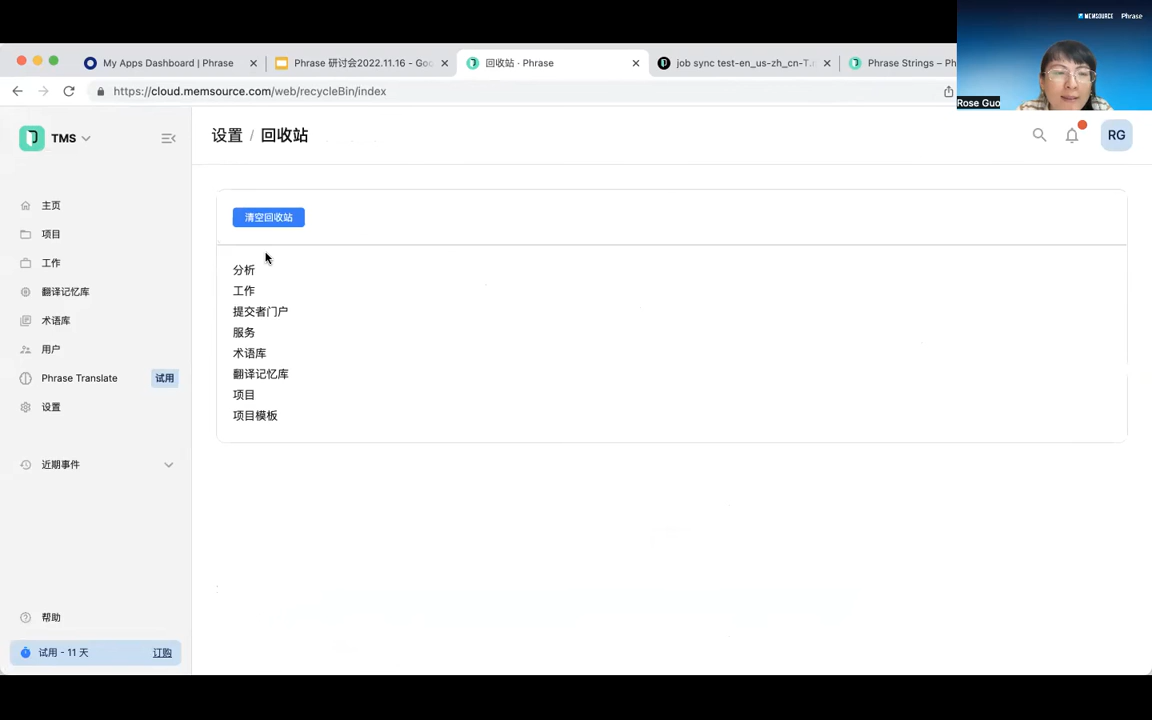 MEMSOURCE Phrase
My Apps Dashboard | Phrase
Phrase 研讨会2022.11.16 - Goo
回收站 · Phrase
job sync test-en_us-zh_cn-T.
Phrase Strings – Ph
https://cloud.memsource.com/web/recycleBin/index
Rose Guo
TMS
设置 / 回收站
RG
主页
项目
工作
翻译记忆库
术语库
用户
Phrase Translate
试用
设置
近期事件
帮助
试用 - 11 天
订购
清空回收站
分析
工作
提交者门户
服务
术语库
翻译记忆库
项目
项目模板